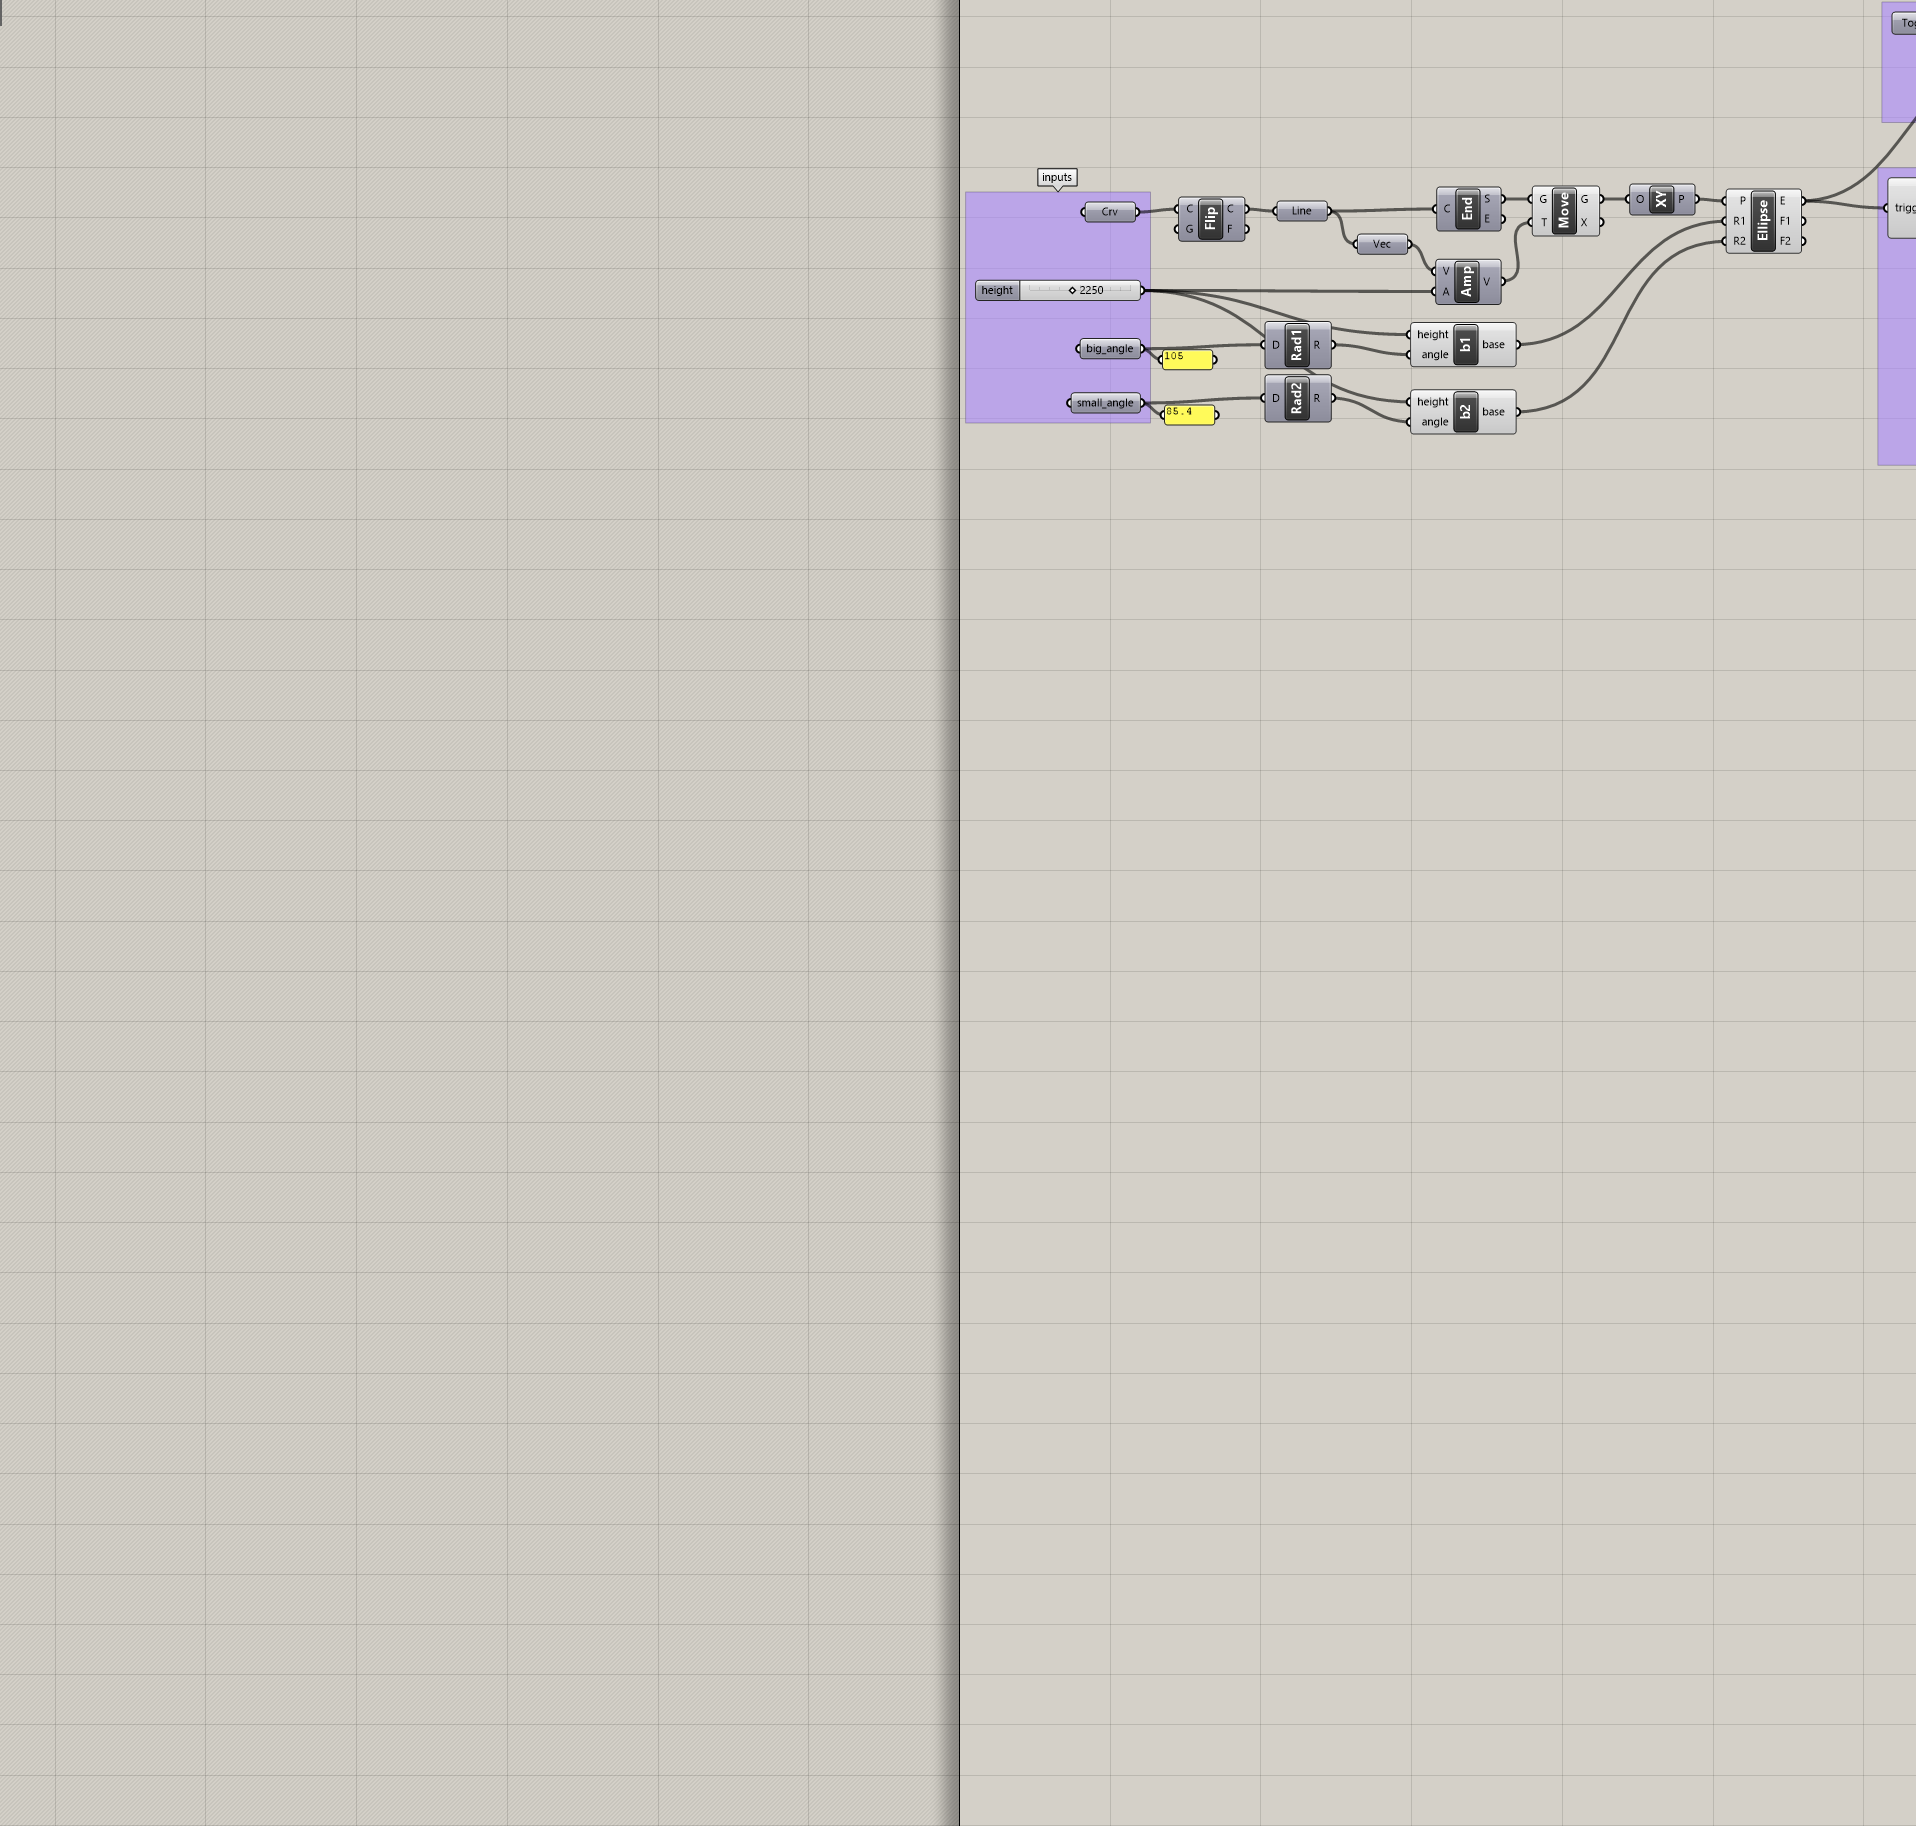 Tog
inputs
Crv
C
G
Flip
C
F
Line
Vec
C
End
S
E
G
T
Move
G
X
O
XY
P
P
R1
R2
Ellipse
E
F1
F2
trigg
V
A
Amp
V
height
2250
big_angle
105
D
Rad1
R
height
angle
b1
base
small_angle
85.4
D
Rad2
R
height
angle
b2
base